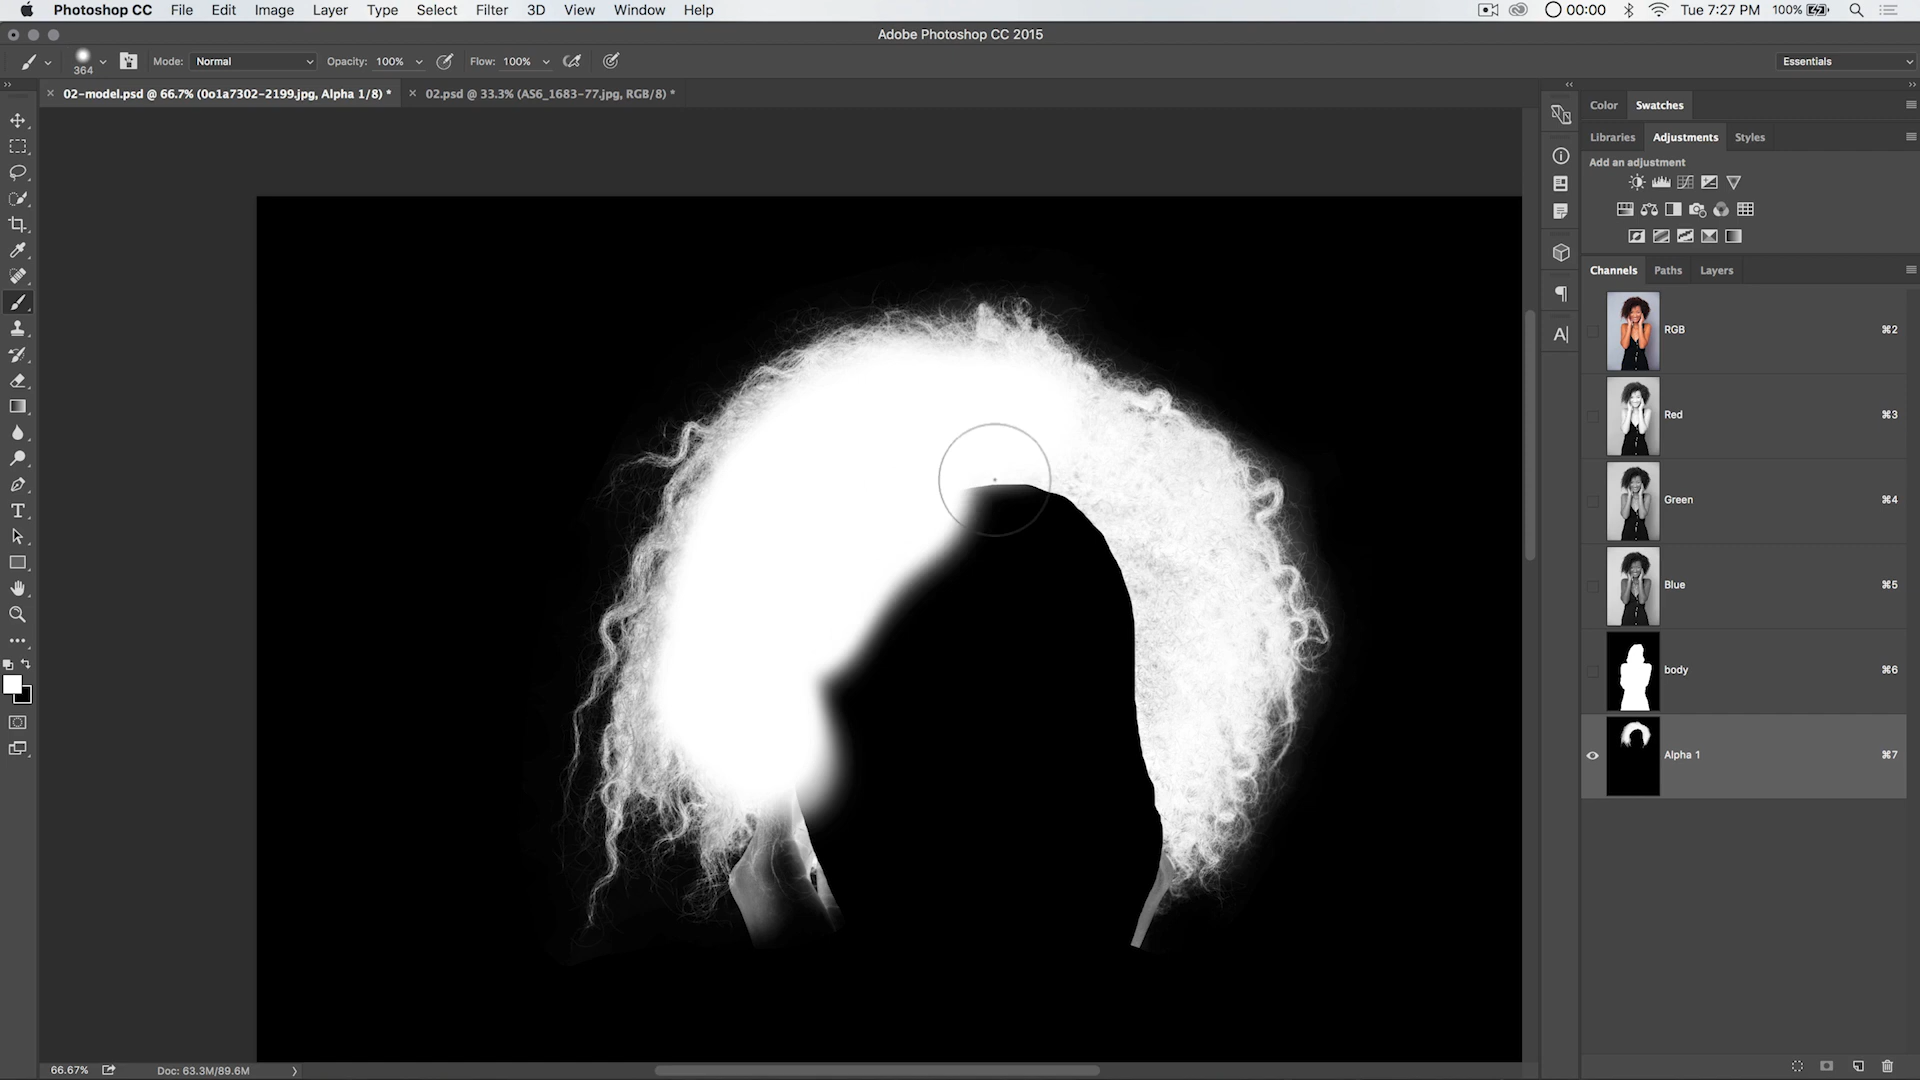 Photoshop CC File Edit Image Layer Type Select Filter 3D View Window Help 00:00 Tue 7:27 PM 100%
Adobe Photoshop CC 2015
364 Mode: Normal Opacity: 100% Flow: 100% Essentials
02-model.psd @ 66.7% (0o1a7302-2199.jpg, Alpha 1/8) * 02.psd @ 33.3% (AS6_1683-77.jpg, RGB/8) *
Color Swatches
Libraries Adjustments Styles
Add an adjustment
Channels Paths Layers
RGB ⌘2
Red ⌘3
Green ⌘4
Blue ⌘5
body ⌘6
Alpha 1 ⌘7
66.67% Doc: 63.3M/89.6M